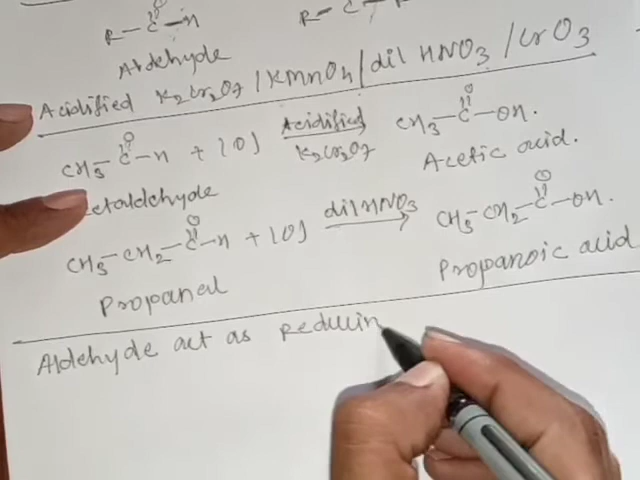 O
R-C-H
R-C-
Aldehyde
Acidified K2Cr2O7/KMnO4/dil HNO3/CrO3
O
CH3-C-H + [O] Acidified K2Cr2O7 CH3-C-OH.
O
Acetic acid.
etaldehyde
O
CH3-CH2-C-H + [O] dil HNO3 CH3-CH2-C-OH.
O
Propanal
Propanoic acid
Aldehyde act as Reducin